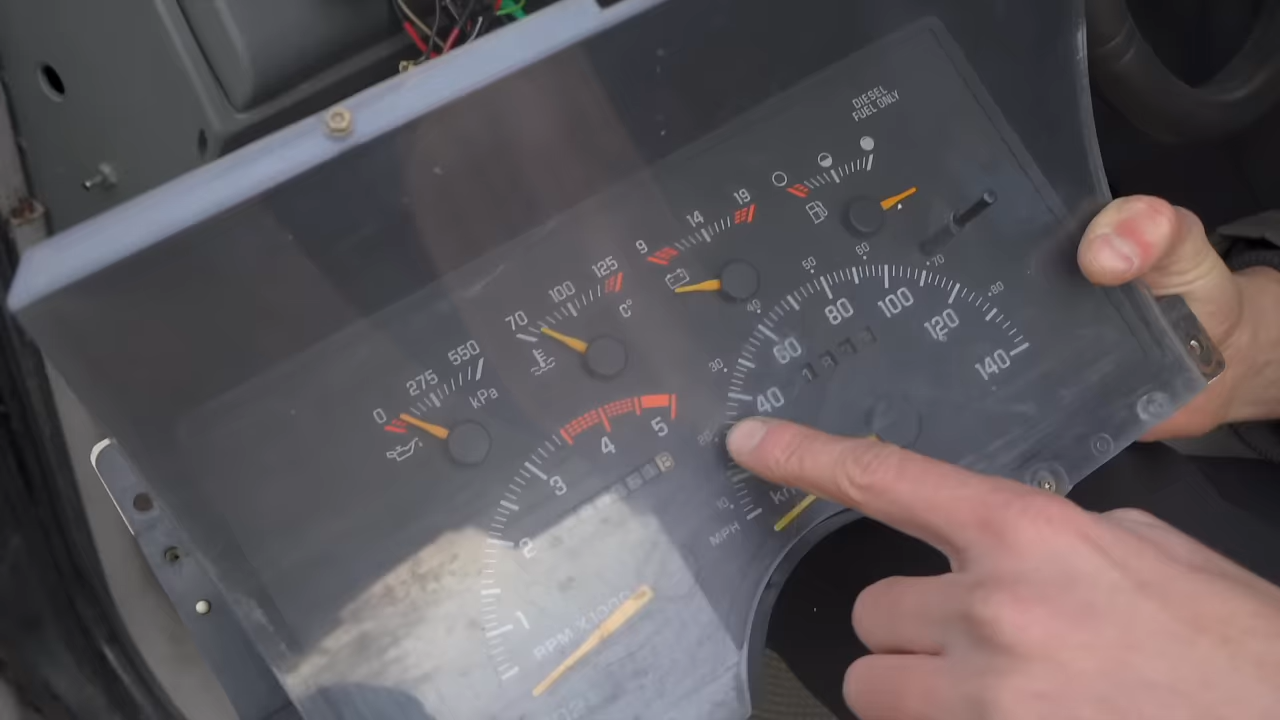 DIESEL
FUEL ONLY
9 14 19
70 100 125
C°
0 275 550
kPa
10 20 30 40 50 60 70 80
40 60 80 100 120 140
MPH
1 2 3 4 5
RPM X1000